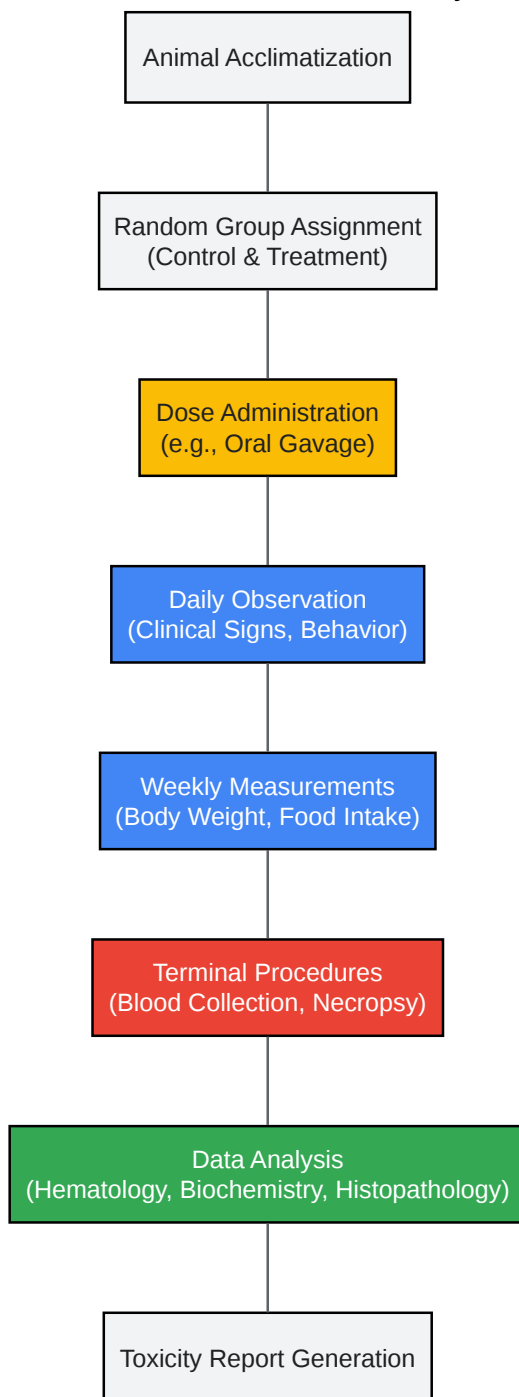 Animal Acclimatization
Random Group Assignment
(Control & Treatment)
Dose Administration
(e.g., Oral Gavage)
Daily Observation
(Clinical Signs, Behavior)
Weekly Measurements
(Body Weight, Food Intake)
Terminal Procedures
(Blood Collection, Necropsy)
Data Analysis
(Hematology, Biochemistry, Histopathology)
Toxicity Report Generation